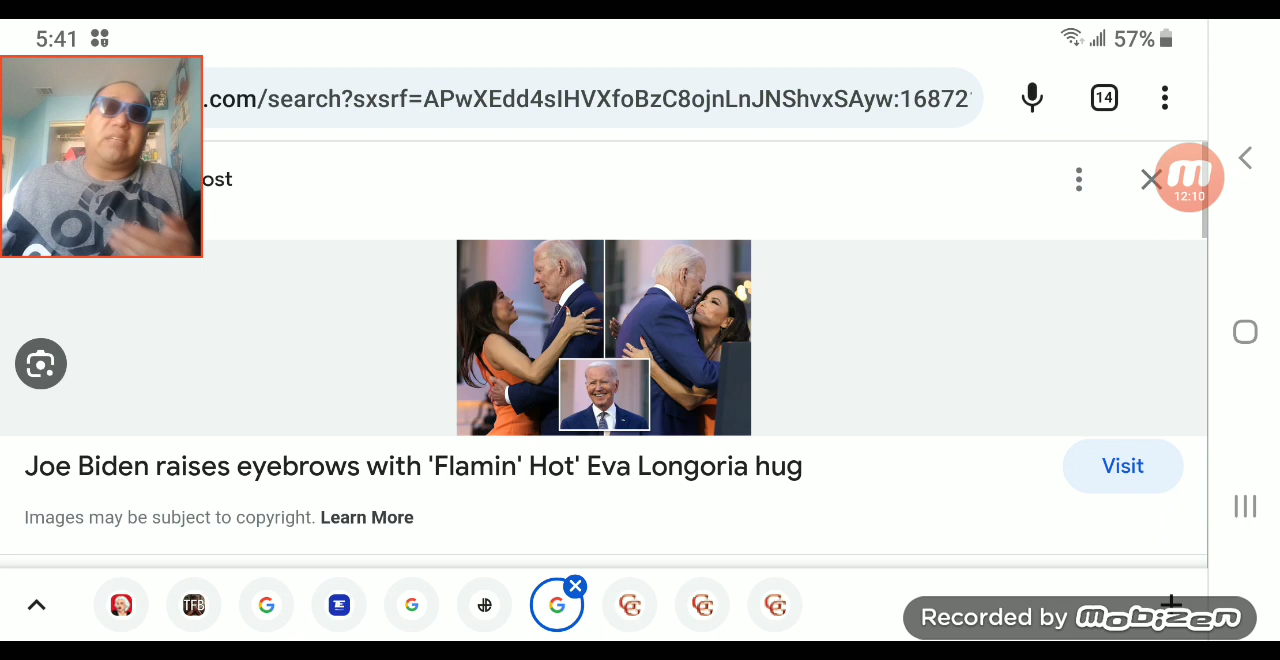 5:41
57%
.com/search?sxsrf=APwXEdd4sIHVXfoBzC8ojnLnJNShvxSAyw:16872
14
ost
12:10
Joe Biden raises eyebrows with 'Flamin' Hot' Eva Longoria hug
Visit
Images may be subject to copyright. Learn More
TFB
Recorded by mobizen